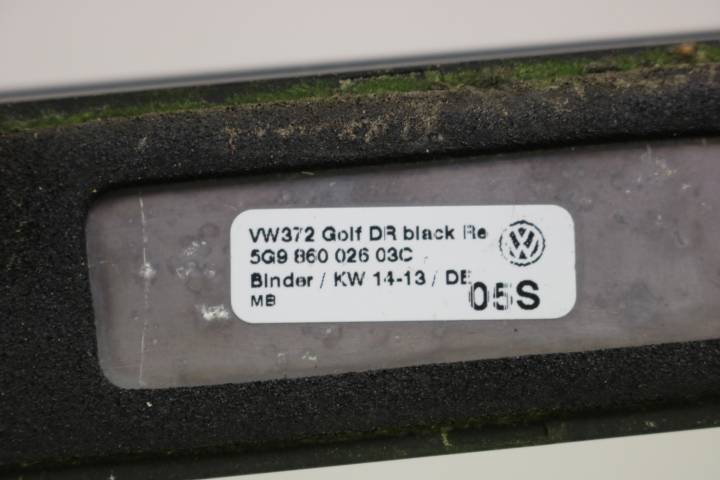 VW372 Golf DR black Re
5G9 860 026 03C
Binder / KW 14-13 / DE
MB
05S